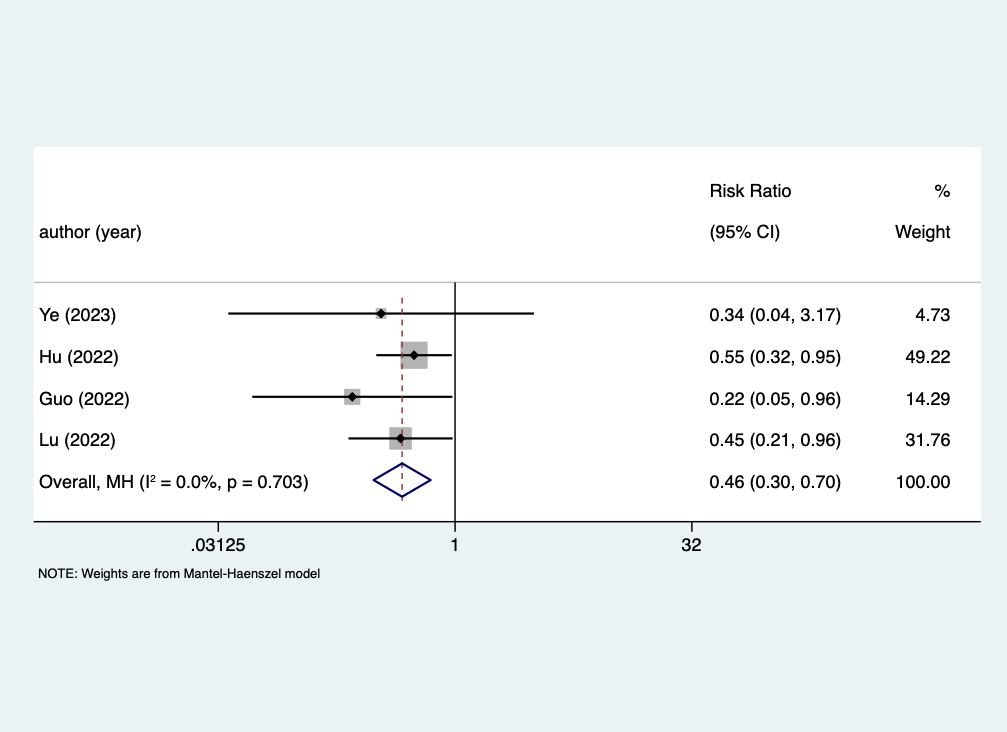 Risk Ratio %
author (year) (95% CI) Weight
Ye (2023) 0.34 (0.04, 3.17) 4.73
Hu (2022) 0.55 (0.32, 0.95) 49.22
Guo (2022) 0.22 (0.05, 0.96) 14.29
Lu (2022) 0.45 (0.21, 0.96) 31.76
Overall, MH (I² = 0.0%, p = 0.703) 0.46 (0.30, 0.70) 100.00
.03125 1 32
NOTE: Weights are from Mantel-Haenszel model